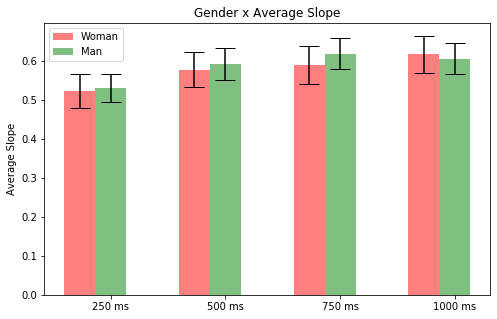 Gender x Average Slope
Woman
Man
Average Slope
0.6
0.5
0.4
0.3
0.2
0.1
0.0
250 ms
500 ms
750 ms
1000 ms